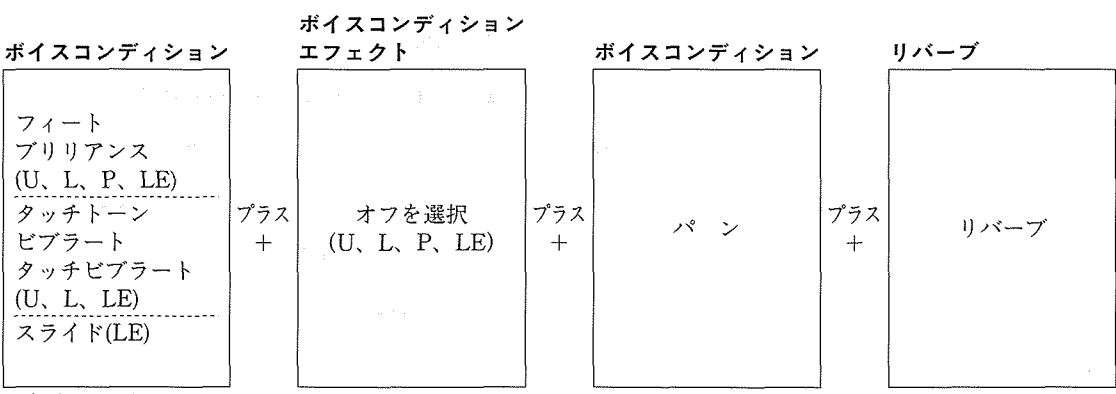 ボイスコンディション
フィート
ブリリアンス
(U、L、P、LE)
タッチトーン
ビブラート
タッチビブラート
(U、L、LE)
スライド(LE)
プラス
+
ボイスコンディション
エフェクト
オフを選択
(U、L、P、LE)
プラス
+
ボイスコンディション
パン
プラス
+
リバーブ
リバーブ